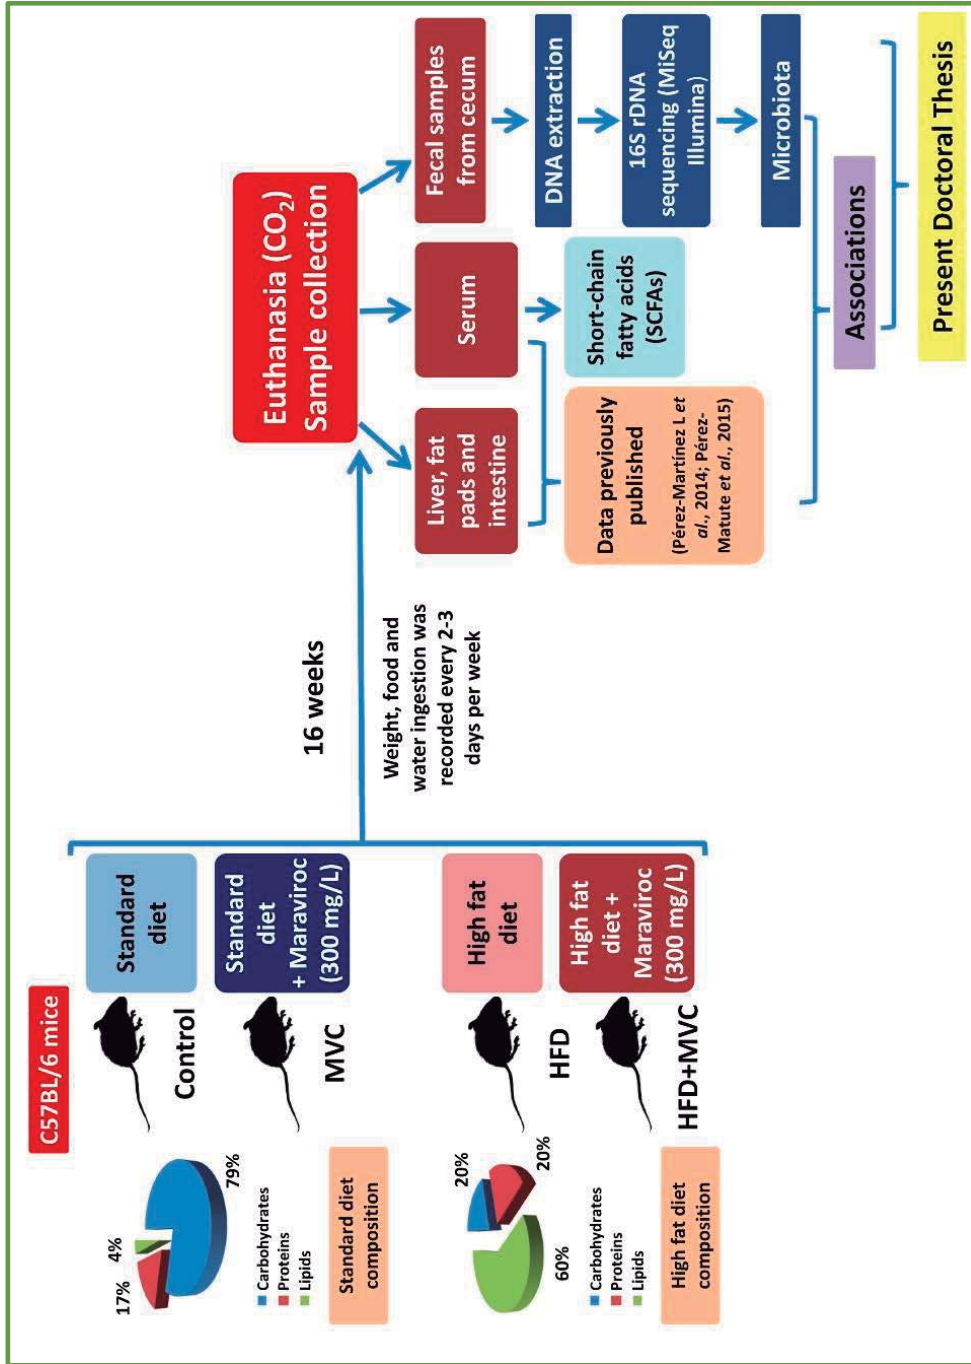 C57BL/6 mice
17%
4%
79%
Carbohydrates
Proteins
Lipids
Standard diet
composition
Control
Standard
diet
MVC
Standard
diet
+ Maraviroc
(300 mg/L)
20%
20%
60%
Carbohydrates
Proteins
Lipids
High fat diet
composition
HFD
High fat
diet
HFD+MVC
High fat
diet +
Maraviroc
(300 mg/L)
16 weeks
Weight, food and
water ingestion was
recorded every 2-3
days per week
Euthanasia (CO₂)
Sample collection
Liver, fat
pads and
intestine
Serum
Fecal samples
from cecum
Data previously
published
(Pérez-Martínez L et
al., 2014; Pérez-
Matute et al., 2015)
Short-chain
fatty acids
(SCFAs)
DNA extraction
16S rDNA
sequencing (MiSeq
Illumina)
Microbiota
Associations
Present Doctoral Thesis